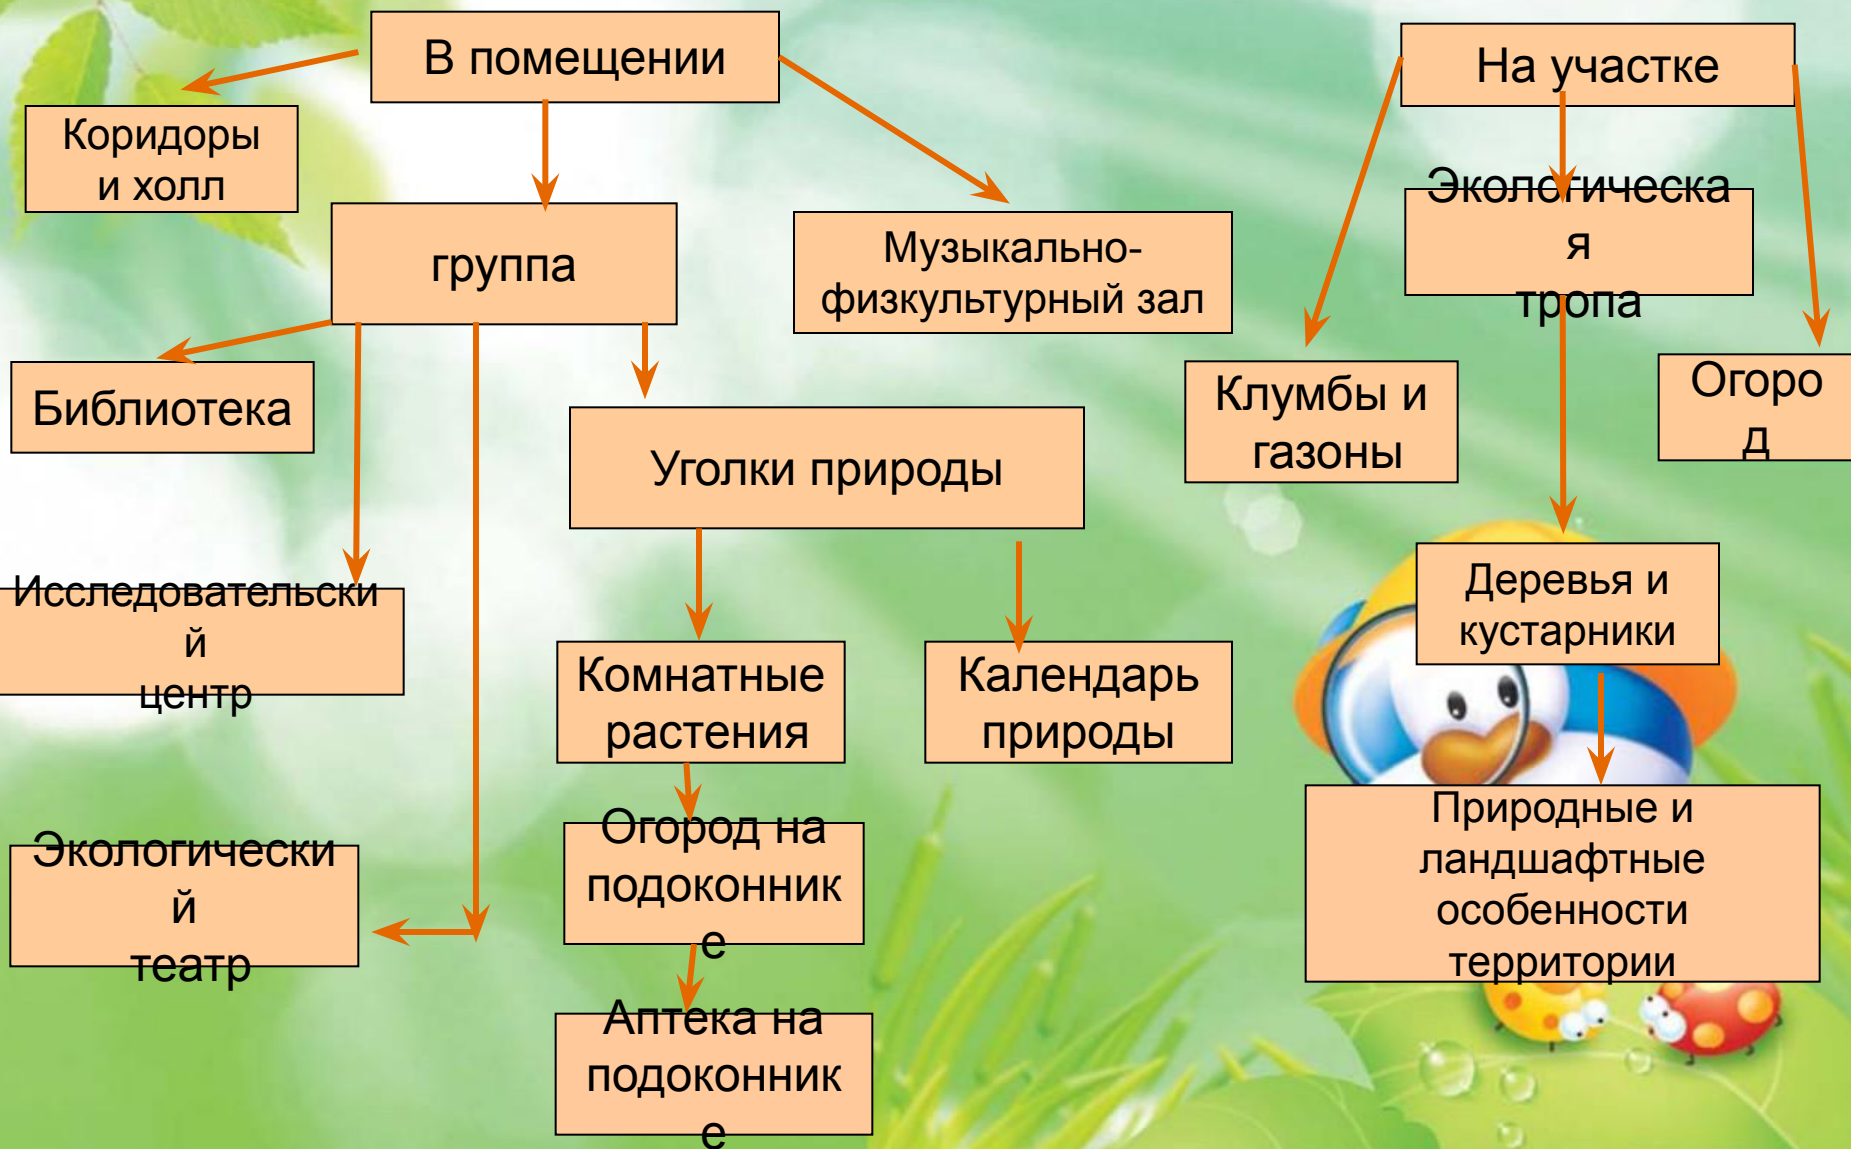 В помещении
На участке
Коридоры
и холл
группа
Музыкально-
физкультурный зал
Экологическа
я
тропа
Библиотека
Уголки природы
Клумбы и
газоны
Огоро
д
Исследовательски
й
центр
Комнатные
растения
Календарь
природы
Деревья и
кустарники
Экологически
й
театр
Огород на
подоконник
е
Природные и
ландшафтные
особенности
территории
Аптека на
подоконник
е